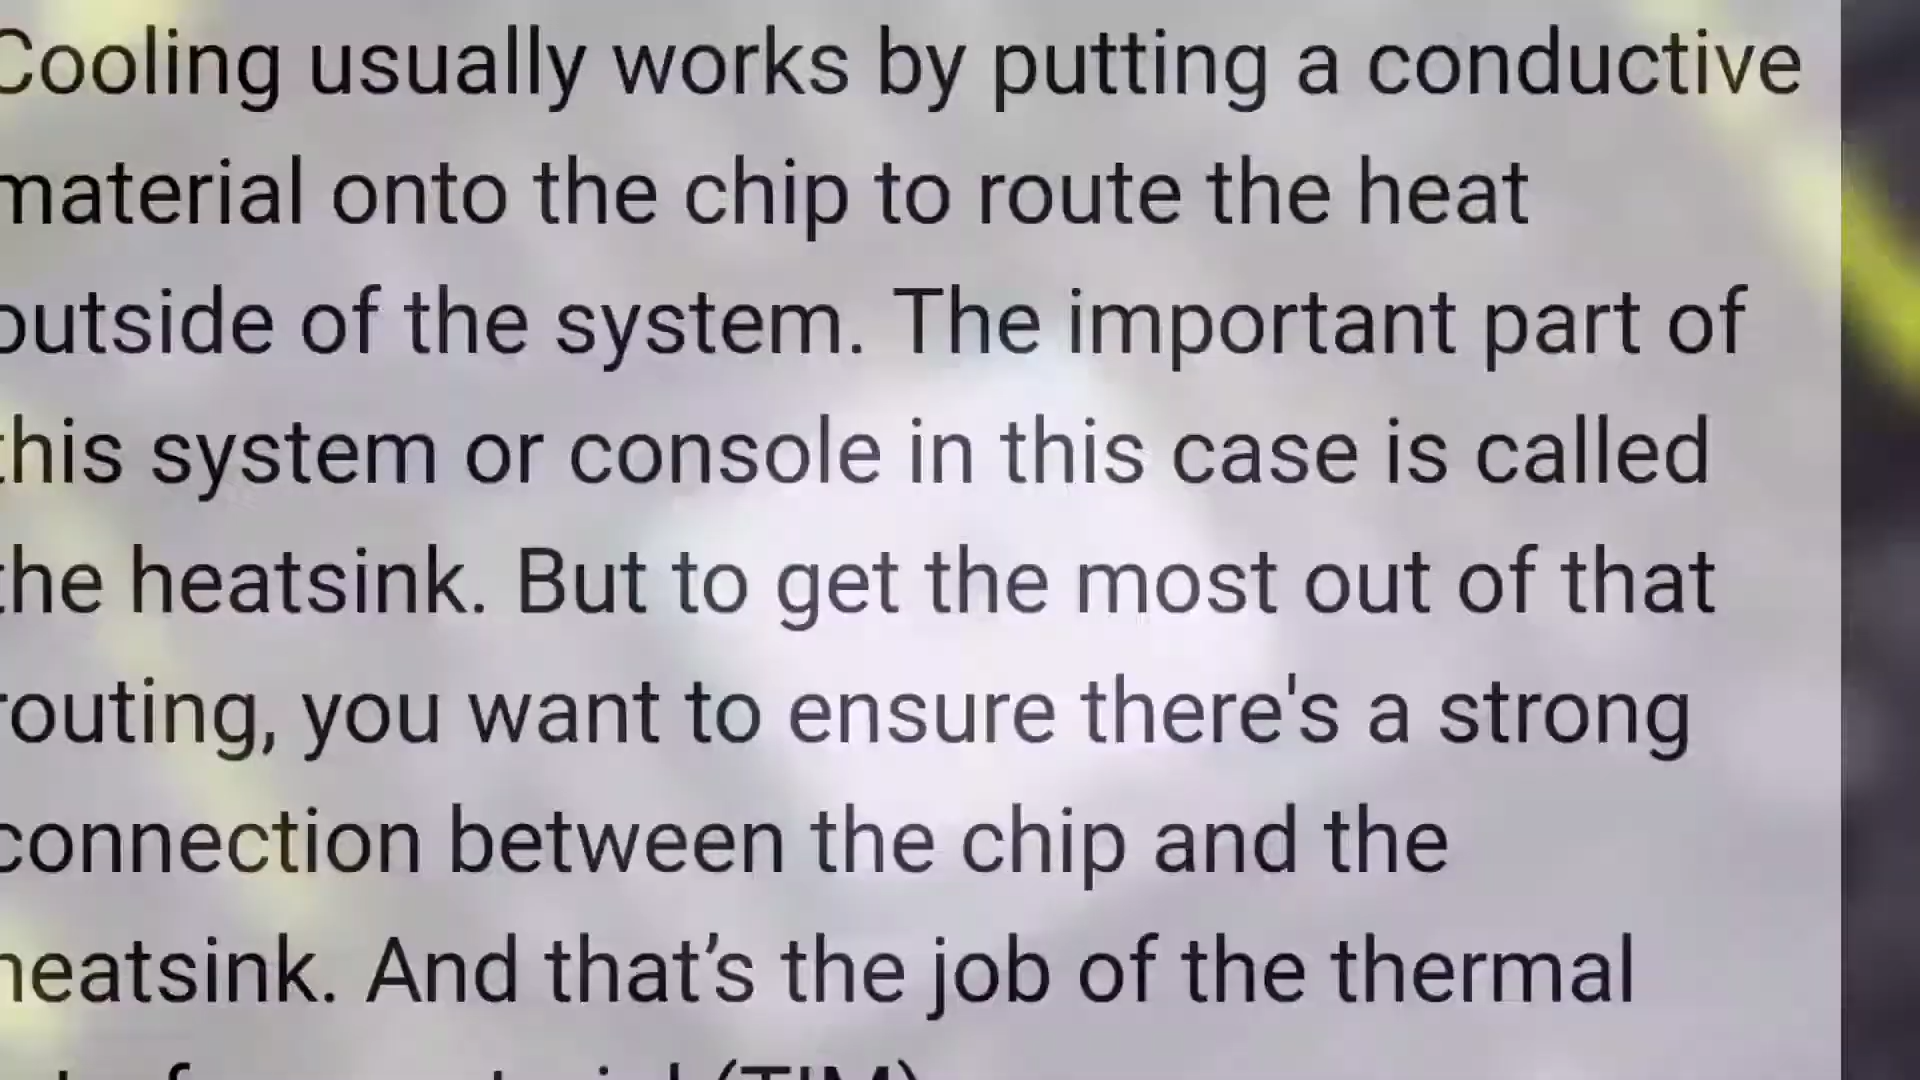 Cooling usually works by putting a conductive
material onto the chip to route the heat
outside of the system. The important part of
this system or console in this case is called
the heatsink. But to get the most out of that
routing, you want to ensure there's a strong
connection between the chip and the
heatsink. And that’s the job of the thermal
interface material (TIM)